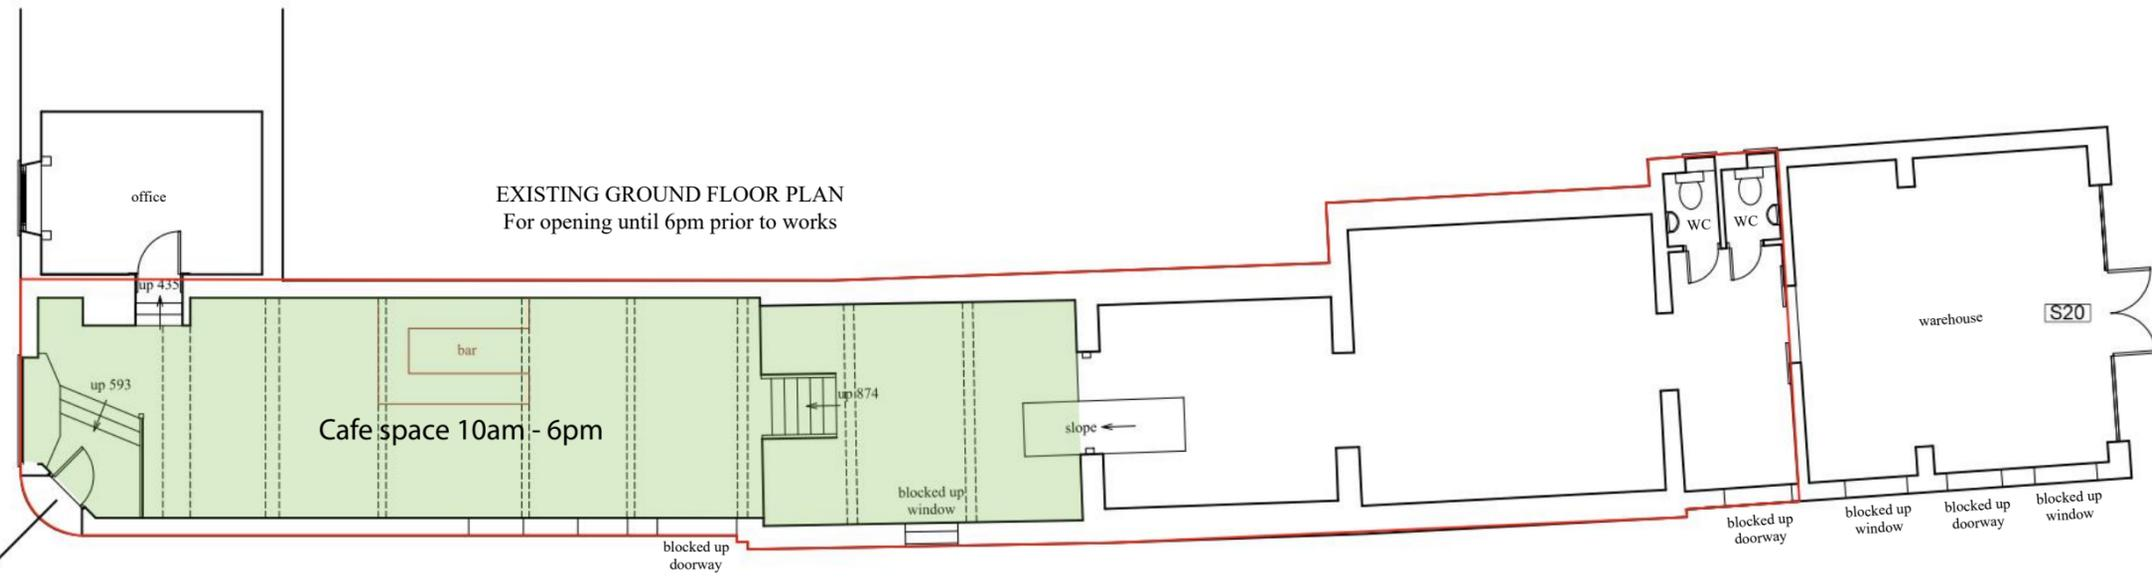 EXISTING GROUND FLOOR PLAN
For opening until 6pm prior to works
office
up 435
up 593
bar
Cafe space 10am - 6pm
up 874
slope
blocked up
window
blocked up
doorway
WC
WC
warehouse
S20
blocked up
doorway
blocked up
window
blocked up
doorway
blocked up
window